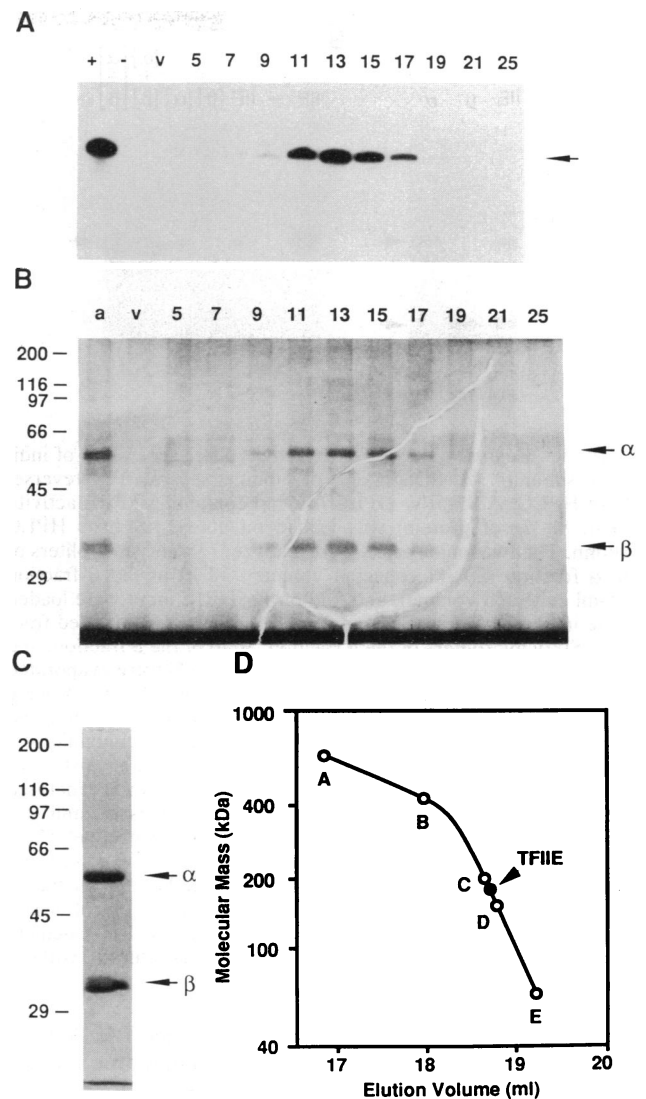 A
+ - v 5 7 9 11 13 15 17 19 21 25
B
a v 5 7 9 11 13 15 17 19 21 25
200
116
97
66
α
45
β
29
C
200
116
97
66
α
45
β
29
D
Molecular Mass (kDa)
1000
400
200
100
40
A
B
C
TFIIE
D
E
17 18 19 20
Elution Volume (ml)